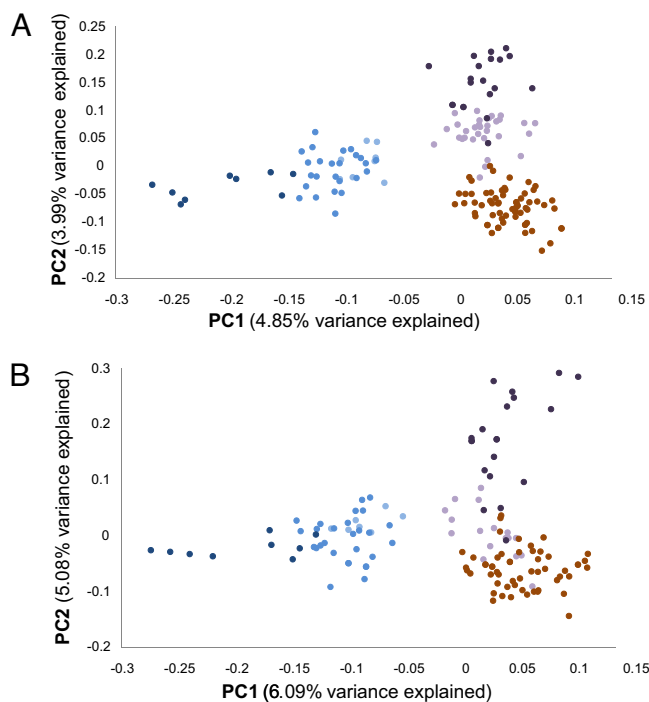 A
0.25
0.2
0.15
0.1
0.05
0
-0.05
-0.1
-0.15
-0.2
PC2 (3.99% variance explained)
-0.3 -0.25 -0.2 -0.15 -0.1 -0.05 0 0.05 0.1 0.15
PC1 (4.85% variance explained)
B
0.3
0.2
0.1
0
-0.1
-0.2
PC2 (5.08% variance explained)
-0.3 -0.25 -0.2 -0.15 -0.1 -0.05 0 0.05 0.1 0.15
PC1 (6.09% variance explained)